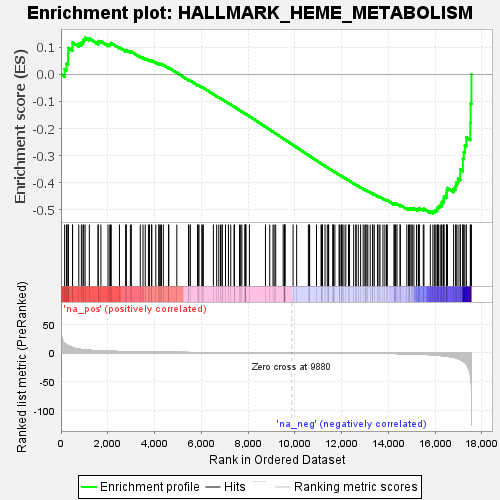 Enrichment plot: HALLMARK_HEME_METABOLISM
Enrichment score (ES)
0.1
0.0
-0.1
-0.2
-0.3
-0.4
-0.5
Ranked list metric (PreRanked)
50
0
-50
-100
'na_pos' (positively correlated)
Zero cross at 9880
'na_neg' (negatively correlated)
0
2,000
4,000
6,000
8,000
10,000
12,000
14,000
16,000
18,000
Rank in Ordered Dataset
Enrichment profile
Hits
Ranking metric scores